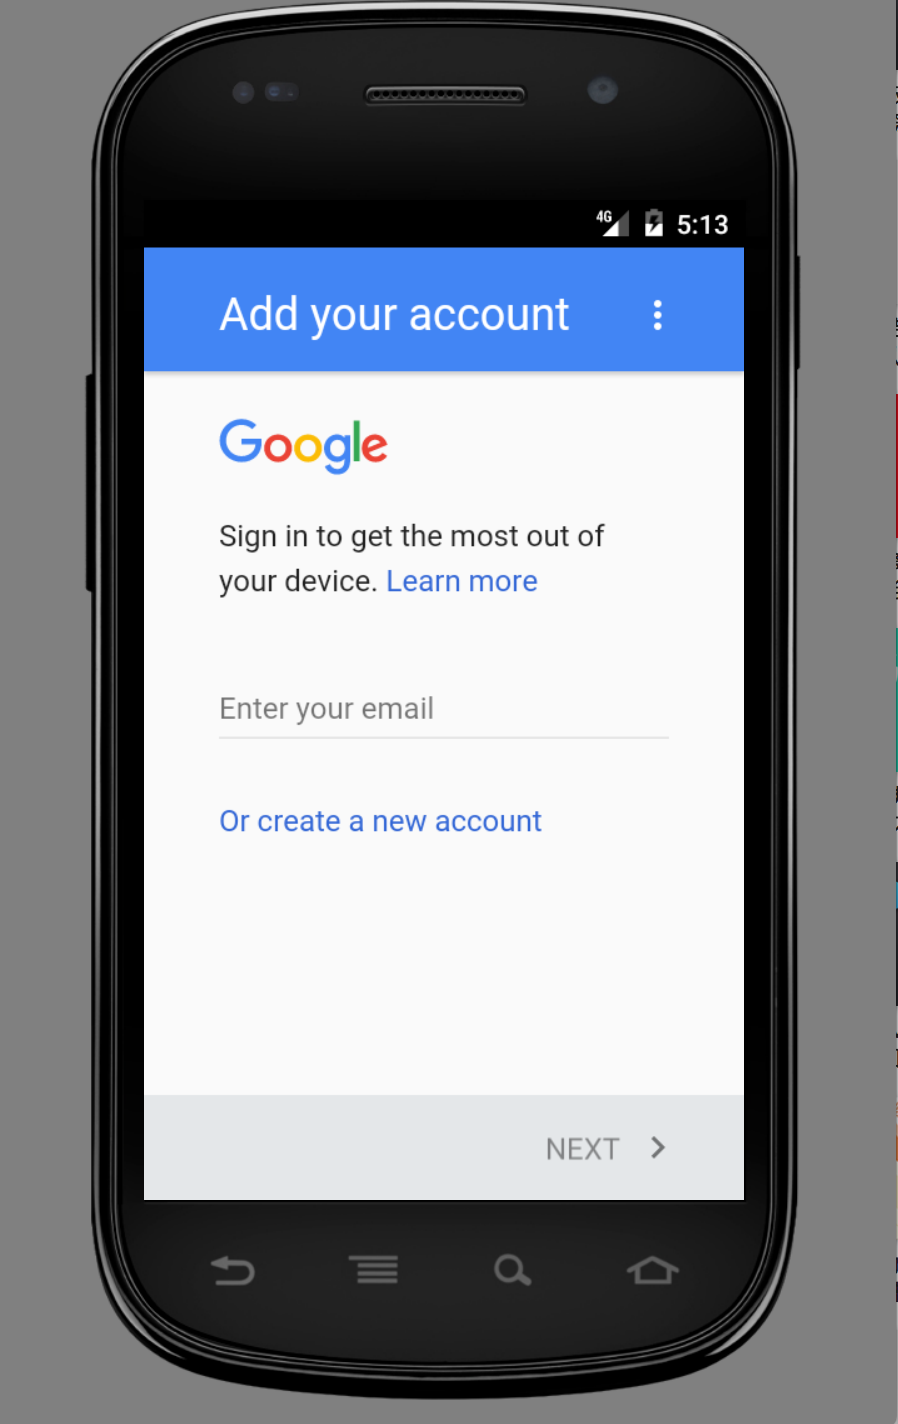 4G 5:13
Add your account
Google
Sign in to get the most out of
your device. Learn more
Enter your email
Or create a new account
NEXT